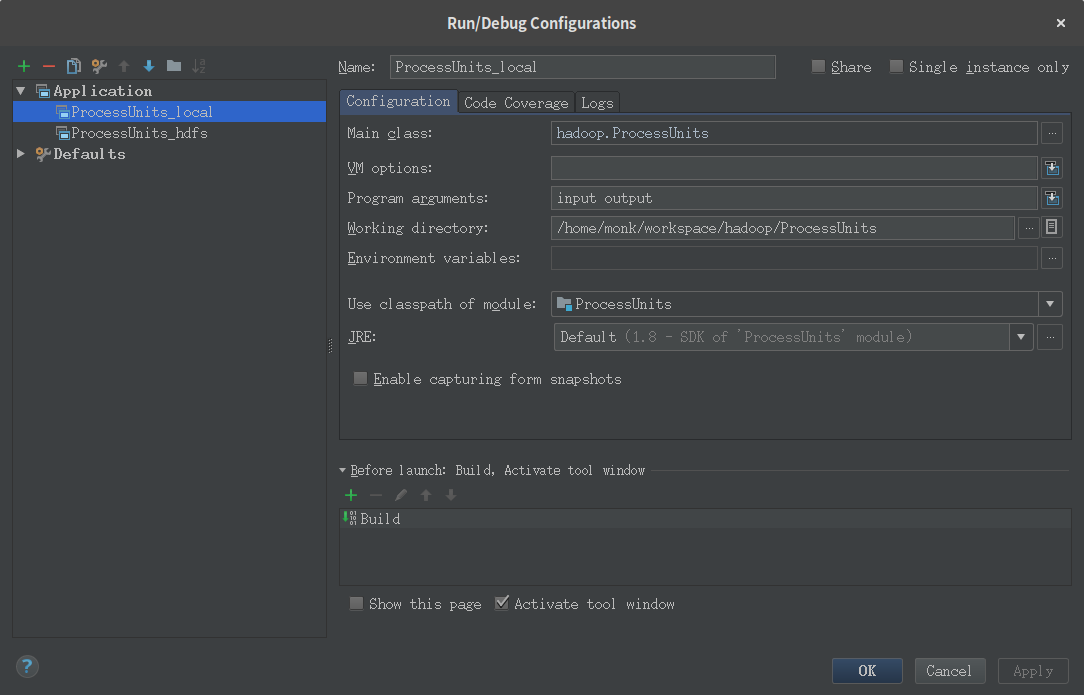 Run/Debug Configurations
Name: ProcessUnits_local Share Single instance only
Application
ProcessUnits_local
ProcessUnits_hdfs
Defaults
Configuration Code Coverage Logs
Main class: hadoop.ProcessUnits ...
VM options:
Program arguments: input output
Working directory: /home/monk/workspace/hadoop/ProcessUnits ...
Environment variables: ...
Use classpath of module: ProcessUnits
JRE: Default (1.8 - SDK of 'ProcessUnits' module) ...
Enable capturing form snapshots
Before launch: Build, Activate tool window
Build
Show this page Activate tool window
? OK Cancel Apply